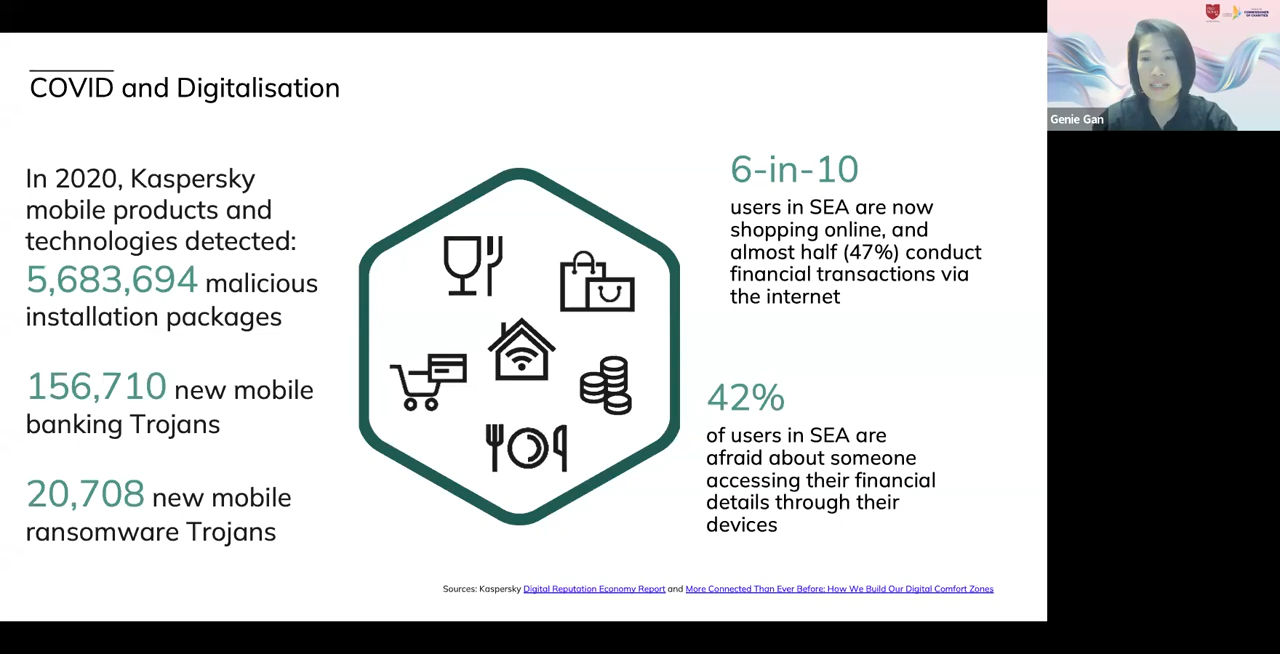 COVID and Digitalisation
In 2020, Kaspersky
mobile products and
technologies detected:
5,683,694 malicious
installation packages
156,710 new mobile
banking Trojans
20,708 new mobile
ransomware Trojans
6-in-10
users in SEA are now
shopping online, and
almost half (47%) conduct
financial transactions via
the internet
42%
of users in SEA are
afraid about someone
accessing their financial
details through their
devices
Sources: Kaspersky Digital Reputation Economy Report and More Connected Than Ever Before: How We Build Our Digital Comfort Zones
Genie Gan
COMMISSIONER
OF CHARITIES